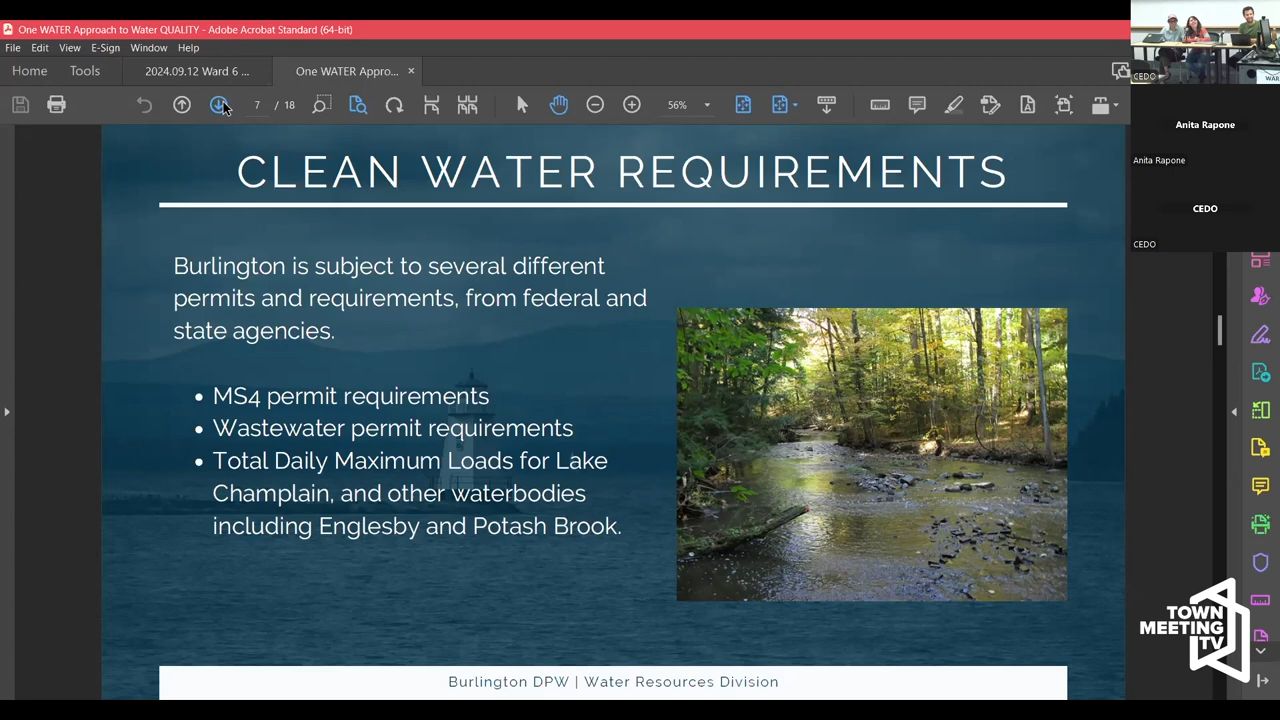 One WATER Approach to Water QUALITY - Adobe Acrobat Standard (64-bit)
File Edit View E-Sign Window Help
Home Tools 2024.09.12 Ward 6 ... One WATER Appro... ×
7 / 18 56%
CLEAN WATER REQUIREMENTS
Burlington is subject to several different
permits and requirements, from federal and
state agencies.
• MS4 permit requirements
• Wastewater permit requirements
• Total Daily Maximum Loads for Lake
Champlain, and other waterbodies
including Englesby and Potash Brook.
Burlington DPW | Water Resources Division
CEDO
WAR
Anita Rapone
Anita Rapone
CEDO
CEDO
TOWN
MEETING
TV